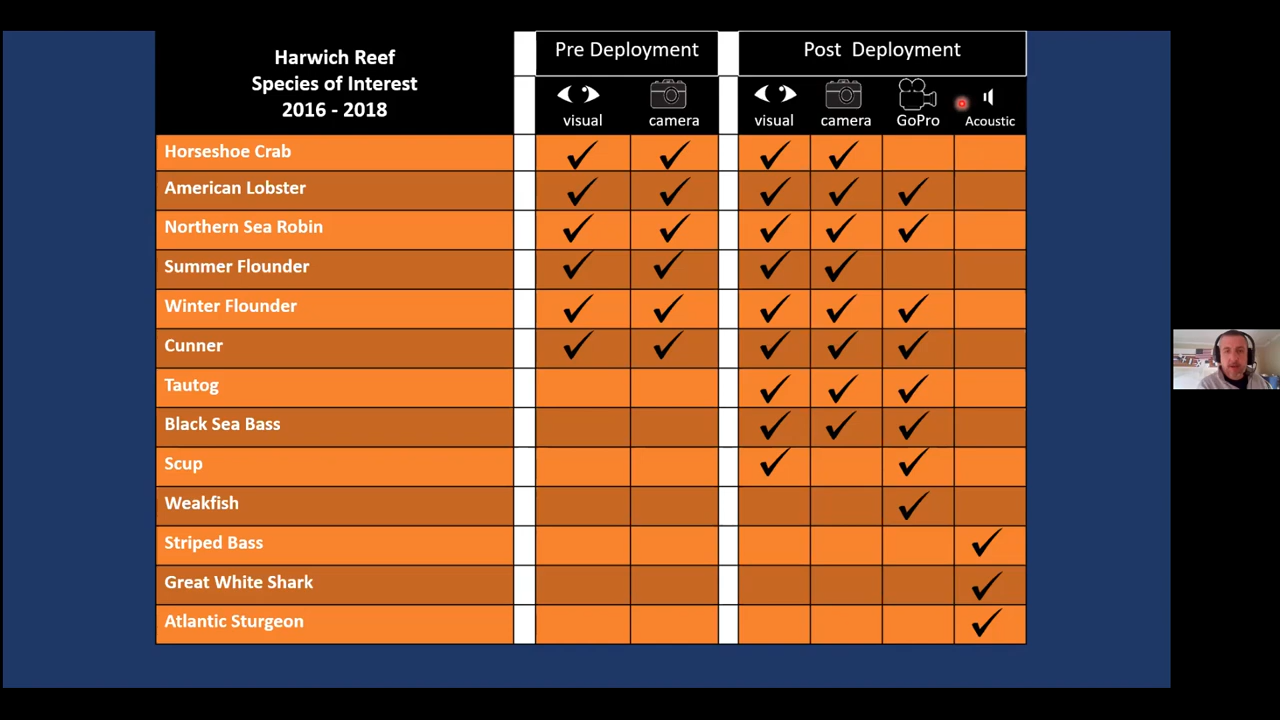 Harwich Reef
Species of Interest
2016 - 2018
Pre Deployment
Post Deployment
visual
camera
visual
camera
GoPro
Acoustic
Horseshoe Crab
American Lobster
Northern Sea Robin
Summer Flounder
Winter Flounder
Cunner
Tautog
Black Sea Bass
Scup
Weakfish
Striped Bass
Great White Shark
Atlantic Sturgeon